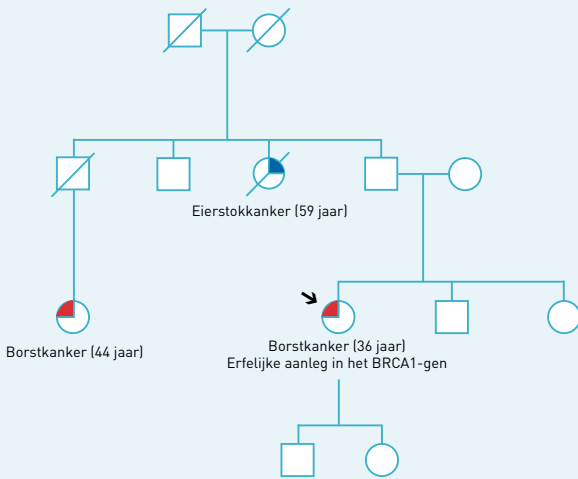 Eierstokkanker (59 jaar)
Borstkanker (44 jaar)
Borstkanker (36 jaar)
Erfelijke aanleg in het BRCA1-gen